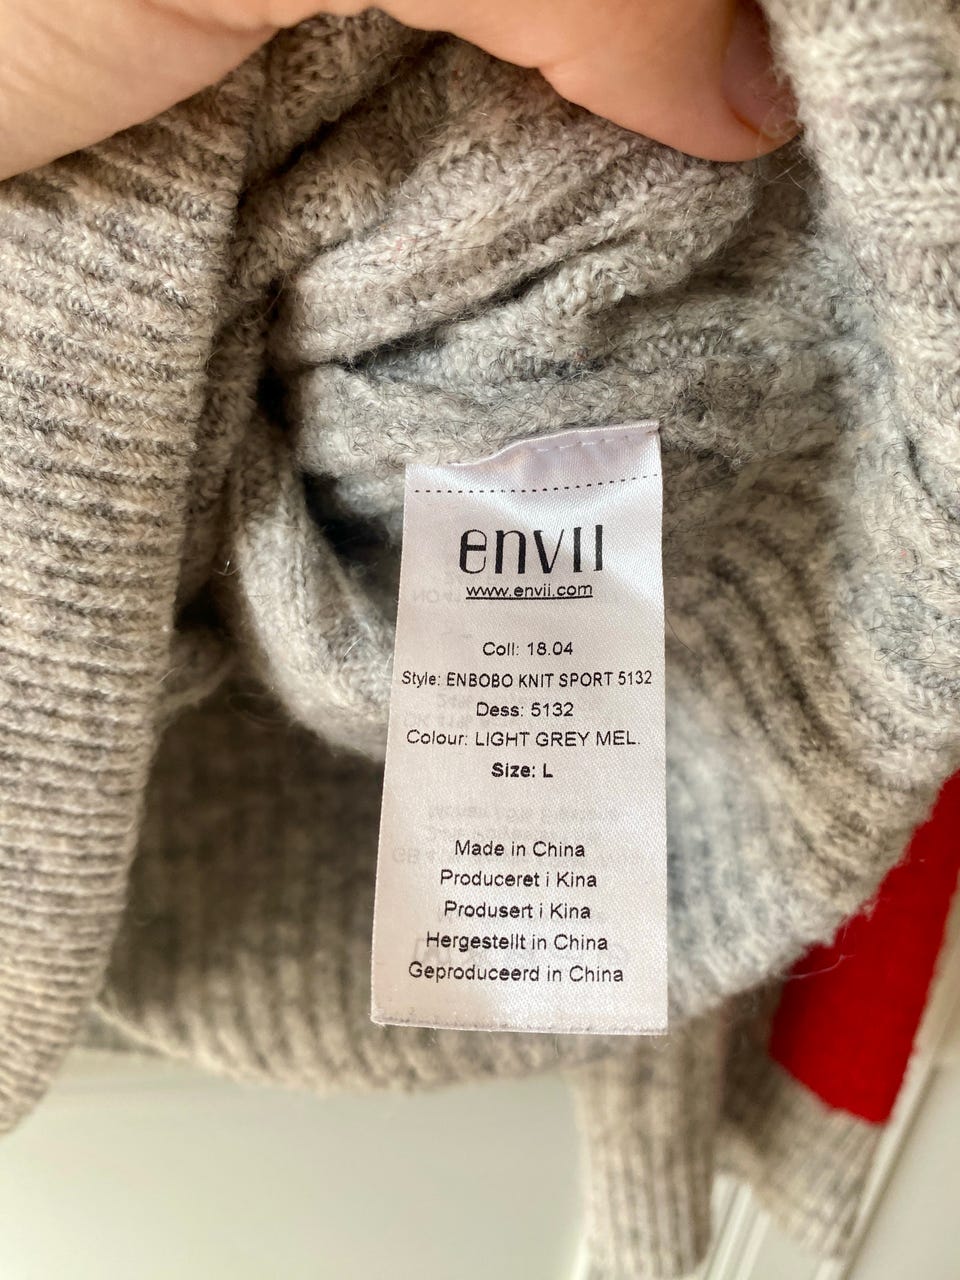 envii
www.envii.com
Coll: 18.04
Style: ENBOBO KNIT SPORT 5132
Dess: 5132
Colour: LIGHT GREY MEL.
Size: L
Made in China
Produceret i Kina
Produsert i Kina
Hergestellt in China
Geproduceerd in China